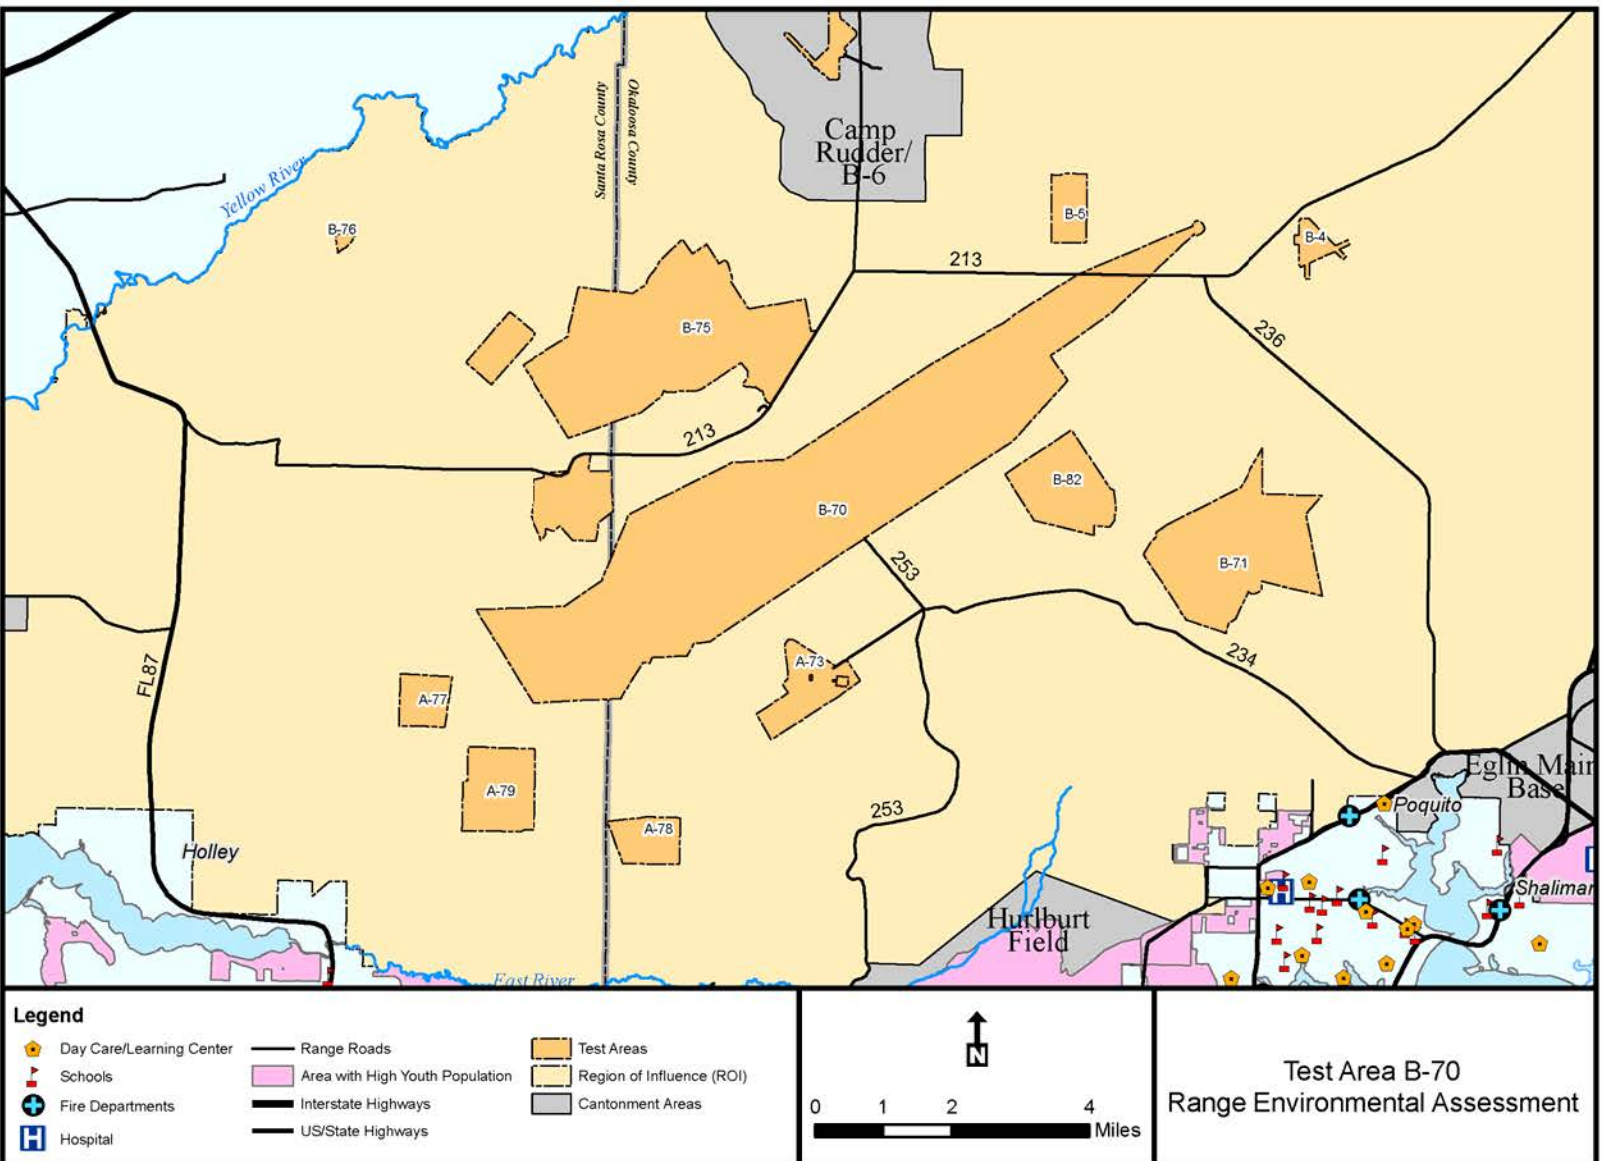 Santa Rosa County
Okaloosa County
Camp
Rudder/
B-6
Yellow River
B-76
B-5
B-4
213
B-75
236
213
B-82
B-70
B-71
253
234
FL87
A-73
A-77
A-79
253
A-78
Eglin Main
Base
Poquito
Holley
Shalimar
Hurlburt
Field
East River
Legend
Day Care/Learning Center
Schools
Fire Departments
H Hospital
Range Roads
Area with High Youth Population
Interstate Highways
US/State Highways
Test Areas
Region of Influence (ROI)
Cantonment Areas
N
0 1 2 4
Miles
Test Area B-70
Range Environmental Assessment